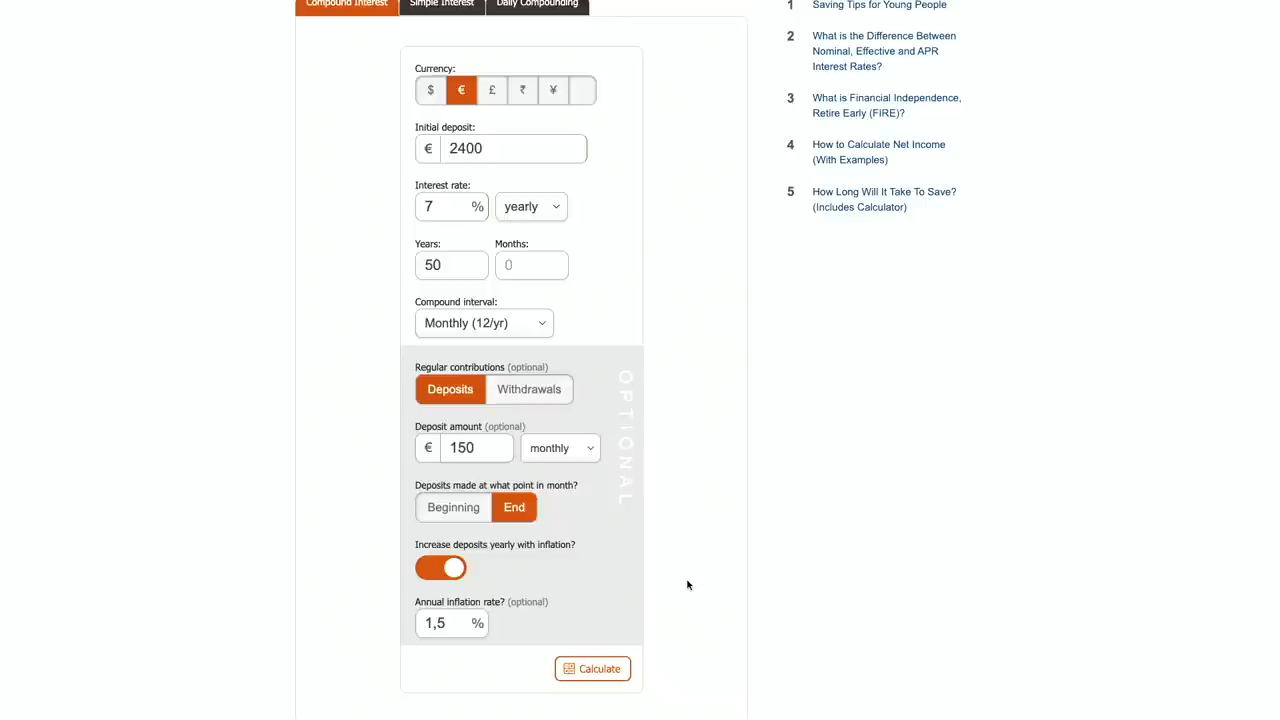 Compound Interest
Simple Interest
Daily Compounding
Currency:
$ € £ ₹ ¥
Initial deposit:
€ 2400
Interest rate:
7 % yearly
Years: Months:
50 0
Compound interval:
Monthly (12/yr)
Regular contributions (optional)
Deposits Withdrawals
Deposit amount (optional)
€ 150 monthly
Deposits made at what point in month?
Beginning End
Increase deposits yearly with inflation?
Annual inflation rate? (optional)
1,5 %
OPTIONAL
Calculate
1 Saving Tips for Young People
2 What is the Difference Between
Nominal, Effective and APR
Interest Rates?
3 What is Financial Independence,
Retire Early (FIRE)?
4 How to Calculate Net Income
(With Examples)
5 How Long Will It Take To Save?
(Includes Calculator)